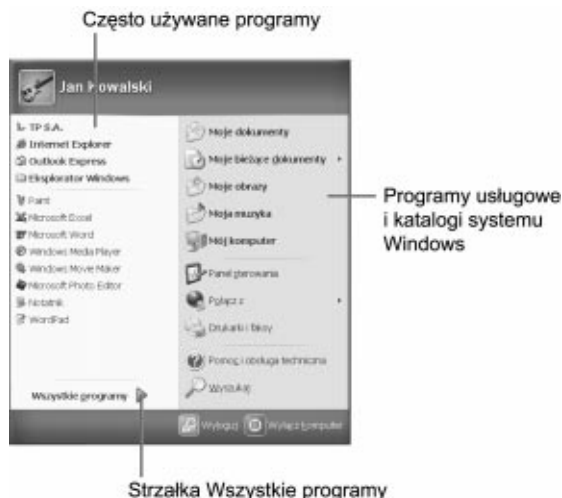 Często używane programy
Jan Kowalski
TP S.A.
Internet Explorer
Outlook Express
Eksplorator Windows
Paint
Microsoft Excel
Microsoft Word
Windows Media Player
Windows Movie Maker
Microsoft Photo Editor
Notatnik
WordPad
Wszystkie programy
Moje dokumenty
Moje bieżące dokumenty
Moje obrazy
Moja muzyka
Mój komputer
Panel sterowania
Połącz z
Drukarki i faksy
Pomoc i obsługa techniczna
Wyszukaj
Wyloguj
Wyłącz komputer
Programy usługowe
i katalogi systemu
Windows
Strzałka Wszystkie programy